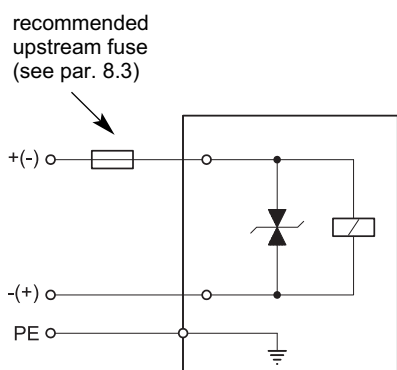 recommended
upstream fuse
(see par. 8.3)
+(-)
-(+)
PE